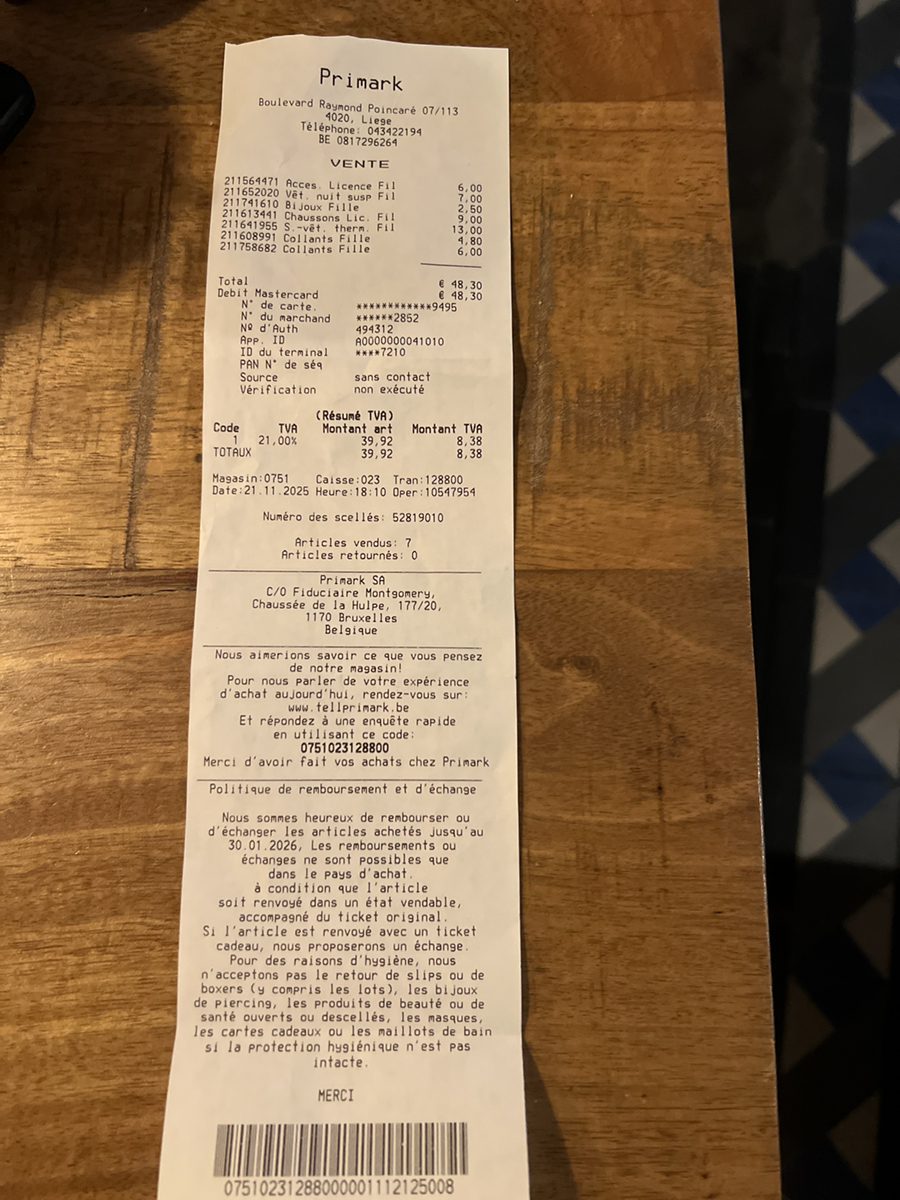 Primark
Boulevard Raymond Poincaré 07/113
4020, Liege
Téléphone: 043422194
BE 0817296264
VENTE
211564471 Acces. Licence Fil 6,00
211652020 Vêt. nuit susp Fil 7,00
211741610 Bijoux Fille 2,50
211613441 Chaussons Lic. Fil 9,00
211641955 S.-vêt. therm. Fil 13,00
211608991 Collants Fille 4,80
211758682 Collants Fille 6,00
Total € 48,30
Debit Mastercard € 48,30
N° de carte. ************9495
N° du marchand ******2852
Nº d'Auth 494312
App. ID A0000000041010
ID du terminal ****7210
PAN N° de séq
Source sans contact
Vérification non exécuté
(Résumé TVA)
Code TVA Montant art Montant TVA
1 21,00% 39,92 8,38
TOTAUX 39,92 8,38
Magasin:0751 Caisse:023 Tran:128800
Date:21.11.2025 Heure:18:10 Oper:10547954
Numéro des scellés: 52819010
Articles vendus: 7
Articles retournés: 0
Primark SA
C/O Fiduciaire Montgomery,
Chaussée de la Hulpe, 177/20,
1170 Bruxelles
Belgique
Nous aimerions savoir ce que vous pensez
de notre magasin!
Pour nous parler de votre expérience
d'achat aujourd'hui, rendez-vous sur:
www.tellprimark.be
Et répondez à une enquête rapide
en utilisant ce code:
0751023128800
Merci d'avoir fait vos achats chez Primark
Politique de remboursement et d'échange
Nous sommes heureux de rembourser ou
d'échanger les articles achetés jusqu'au
30.01.2026, Les remboursements ou
échanges ne sont possibles que
dans le pays d'achat.
à condition que l'article
soit renvoyé dans un état vendable,
accompagné du ticket original.
Si l'article est renvoyé avec un ticket
cadeau, nous proposerons un échange.
Pour des raisons d'hygiène, nous
n'acceptons pas le retour de slips ou de
boxers (y compris les lots), les bijoux
de piercing, les produits de beauté ou de
santé ouverts ou descellés, les masques,
les cartes cadeaux ou les maillots de bain
si la protection hygiénique n'est pas
intacte.
MERCI
07510231288000001112125008